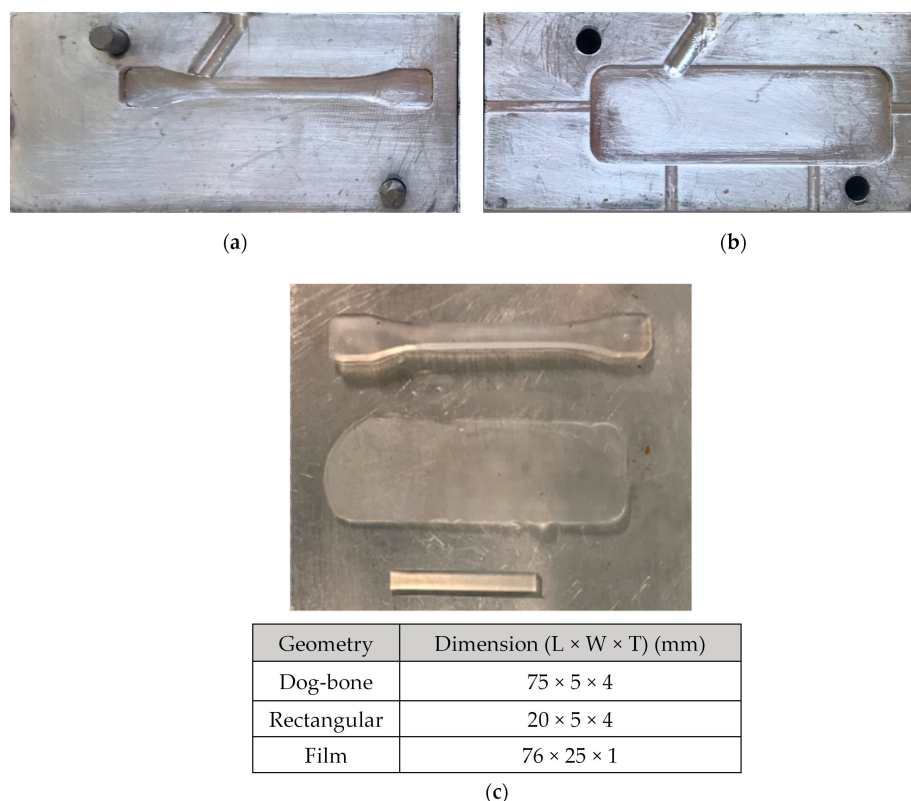 (a)
(b)
Geometry Dimension (L × W × T) (mm)
Dog-bone 75 × 5 × 4
Rectangular 20 × 5 × 4
Film 76 × 25 × 1
(c)